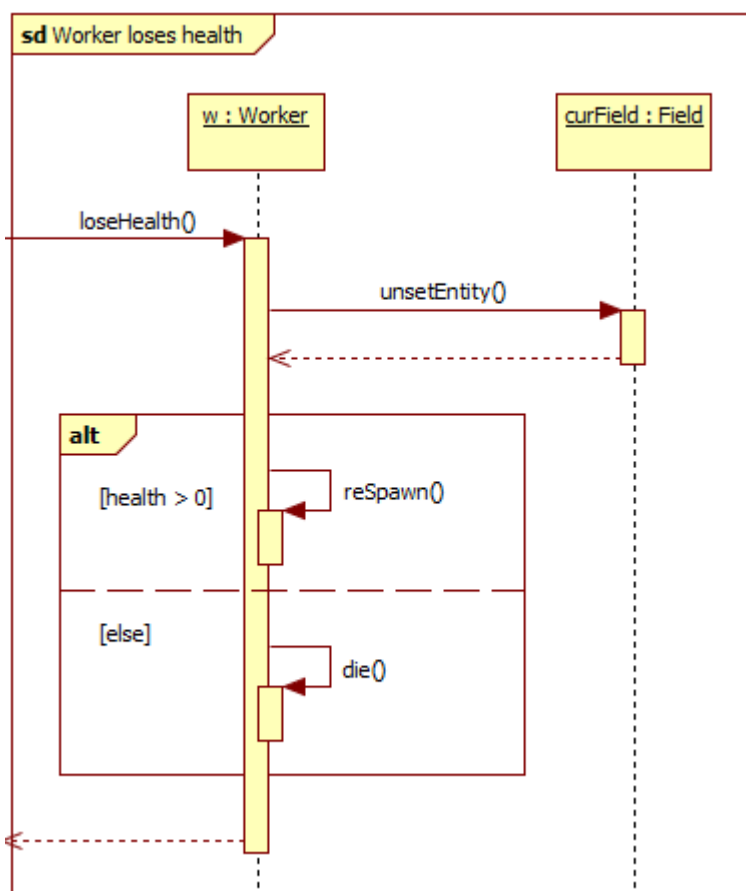 sd Worker loses health
w : Worker
curField : Field
loseHealth()
unsetEntity()
alt
[health > 0]
reSpawn()
[else]
die()